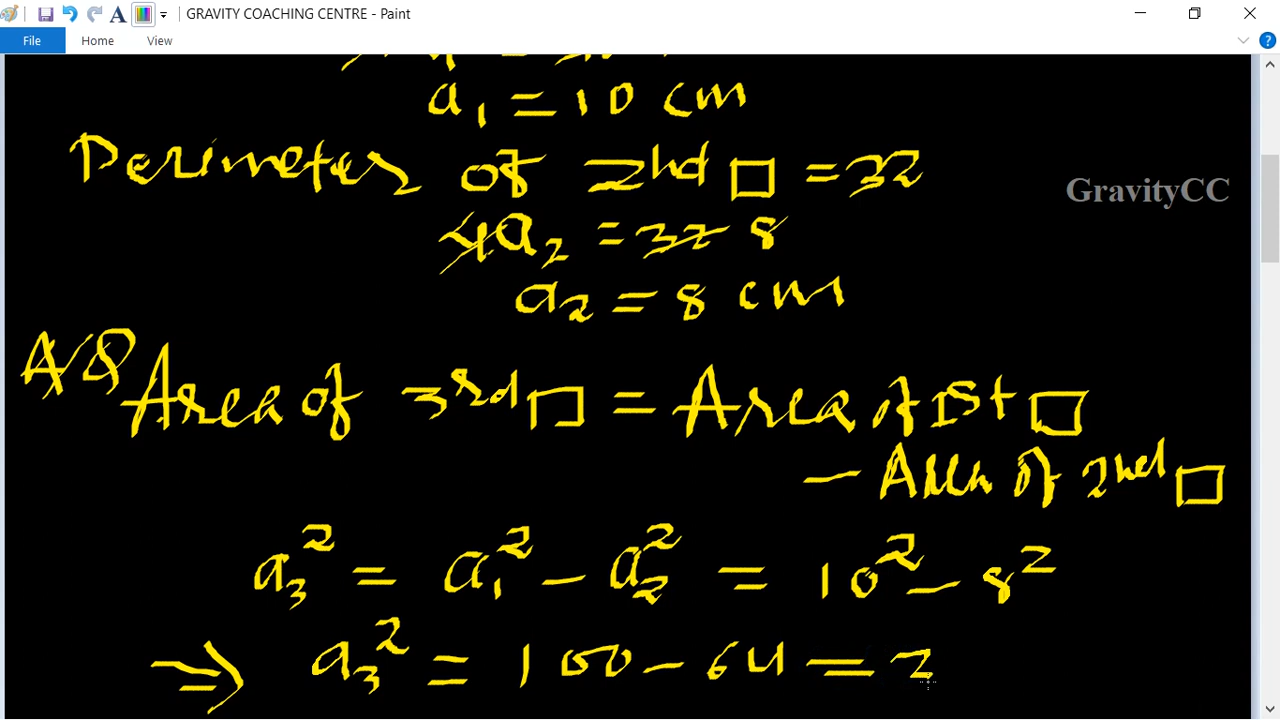 GRAVITY COACHING CENTRE - Paint
File Home View
a₁ = 10 cm
Perimeter of 2nd □ = 32
GravityCC
4a₂ = 32 8
a₂ = 8 cm
A/Q Area of 3rd □ = Area of 1st □
– Area of 2nd □
a₃² = a₁² – a₂² = 10² – 8²
⇒ a₃² = 100 – 64 = 3